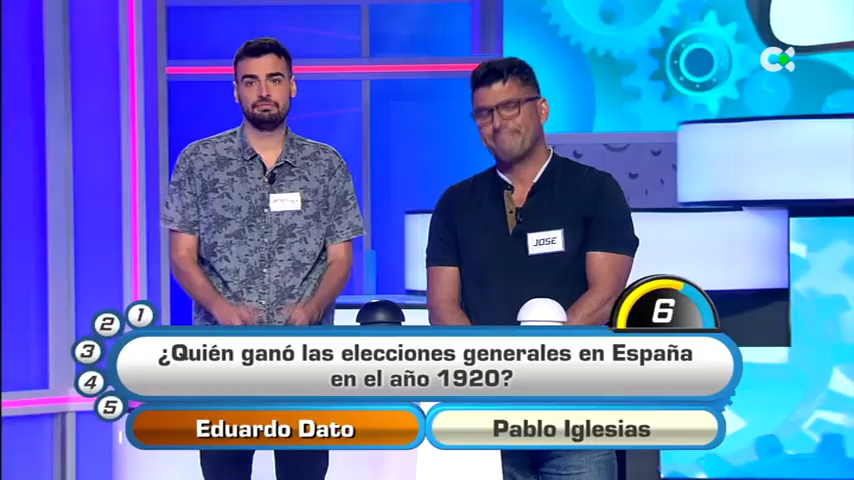 JOSE
6
1
2
3
4
5
¿Quién ganó las elecciones generales en España
en el año 1920?
Eduardo Dato
Pablo Iglesias